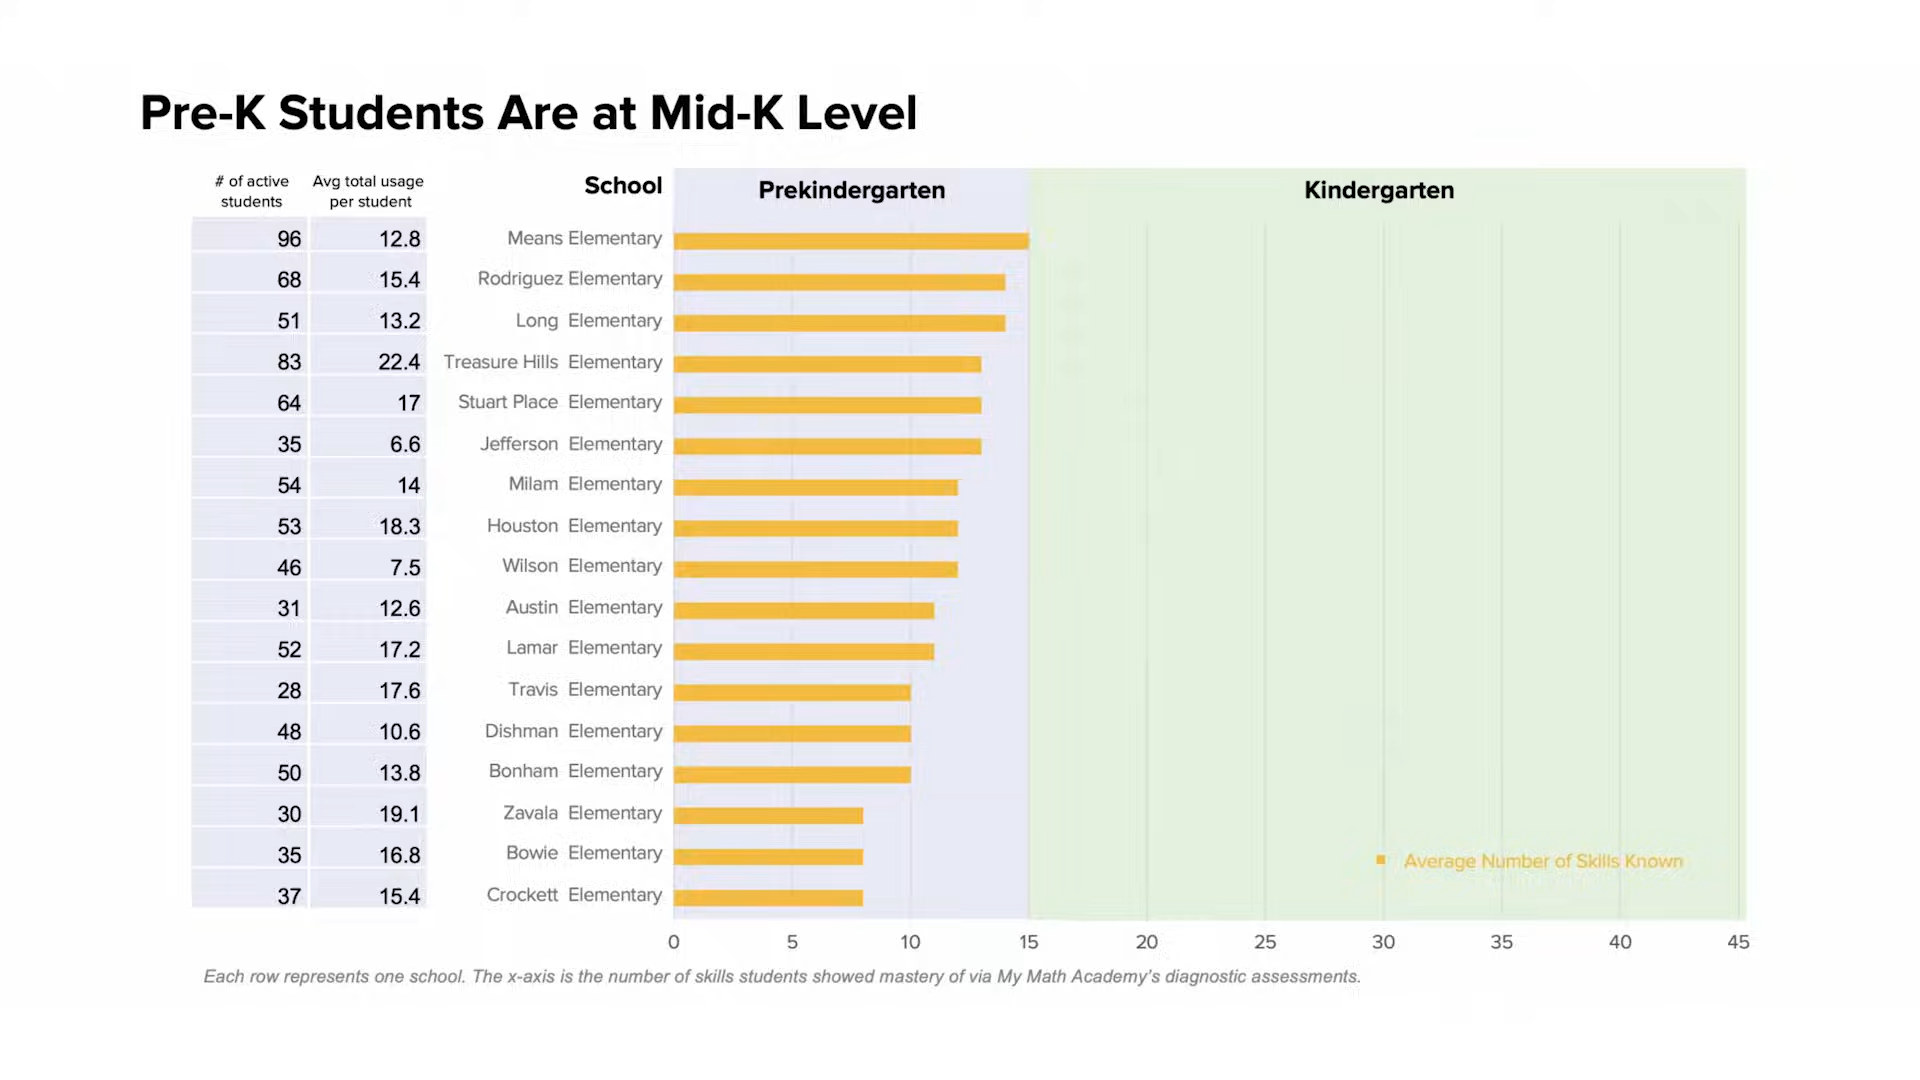 Pre-K Students Are at Mid-K Level
# of active students
Avg total usage per student
School
Prekindergarten
Kindergarten
96 12.8 Means Elementary
68 15.4 Rodriguez Elementary
51 13.2 Long Elementary
83 22.4 Treasure Hills Elementary
64 17 Stuart Place Elementary
35 6.6 Jefferson Elementary
54 14 Milam Elementary
53 18.3 Houston Elementary
46 7.5 Wilson Elementary
31 12.6 Austin Elementary
52 17.2 Lamar Elementary
28 17.6 Travis Elementary
48 10.6 Dishman Elementary
50 13.8 Bonham Elementary
30 19.1 Zavala Elementary
35 16.8 Bowie Elementary
37 15.4 Crockett Elementary
Average Number of Skills Known
0 5 10 15 20 25 30 35 40 45
Each row represents one school. The x-axis is the number of skills students showed mastery of via My Math Academy's diagnostic assessments.